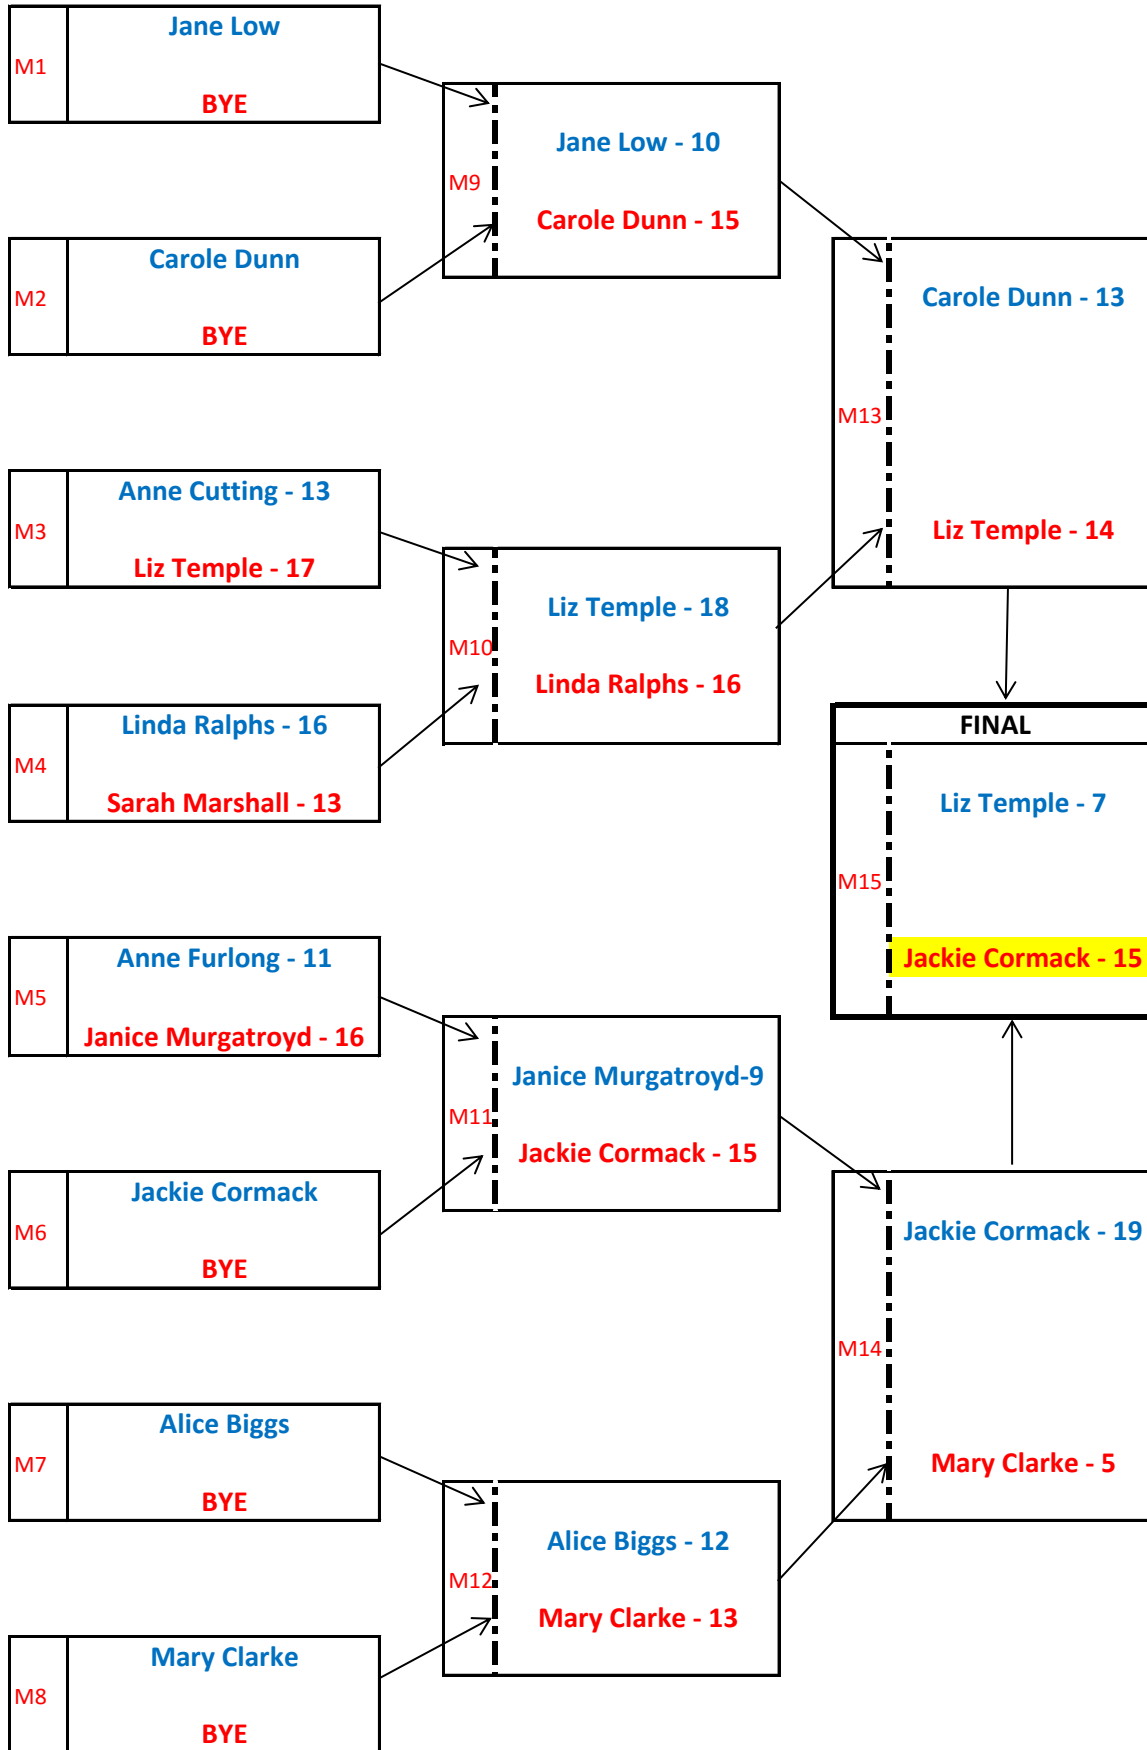 M1
Jane Low
BYE
M2
Carole Dunn
BYE
M3
Anne Cutting - 13
Liz Temple - 17
M4
Linda Ralphs - 16
Sarah Marshall - 13
M5
Anne Furlong - 11
Janice Murgatroyd - 16
M6
Jackie Cormack
BYE
M7
Alice Biggs
BYE
M8
Mary Clarke
BYE
M9
Jane Low - 10
Carole Dunn - 15
M10
Liz Temple - 18
Linda Ralphs - 16
M11
Janice Murgatroyd-9
Jackie Cormack - 15
M12
Alice Biggs - 12
Mary Clarke - 13
M13
Carole Dunn - 13
Liz Temple - 14
FINAL
M15
Liz Temple - 7
Jackie Cormack - 15
M14
Jackie Cormack - 19
Mary Clarke - 5